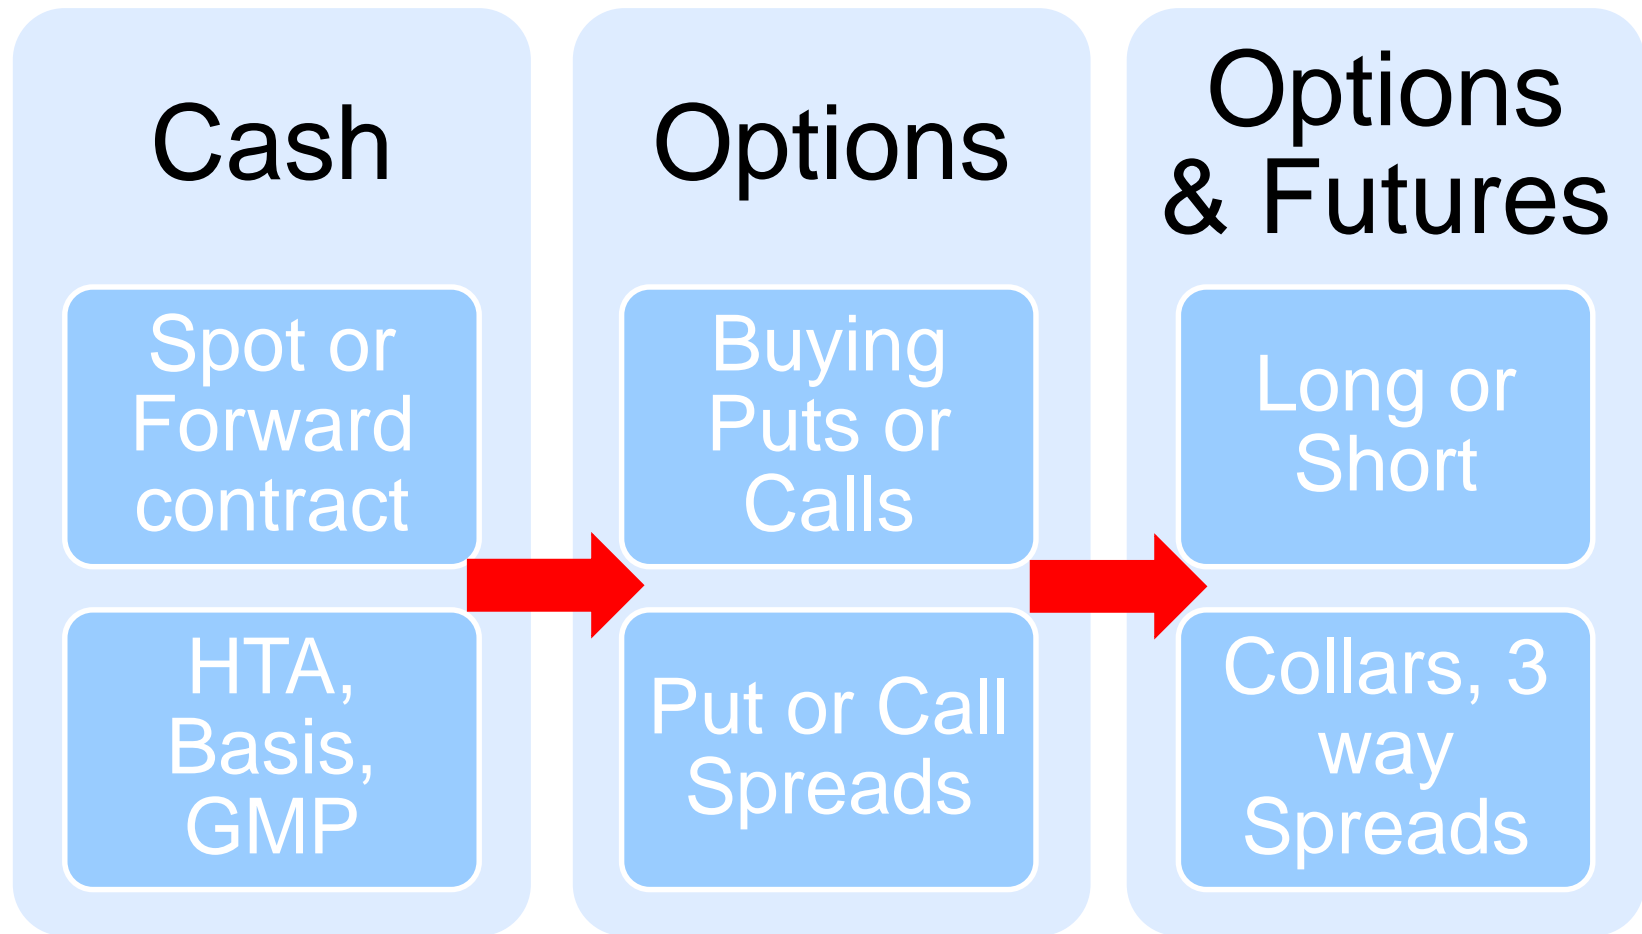 Cash
Spot or
Forward
contract
HTA,
Basis,
GMP
Options
Buying
Puts or
Calls
Put or Call
Spreads
Options
& Futures
Long or
Short
Collars, 3
way
Spreads